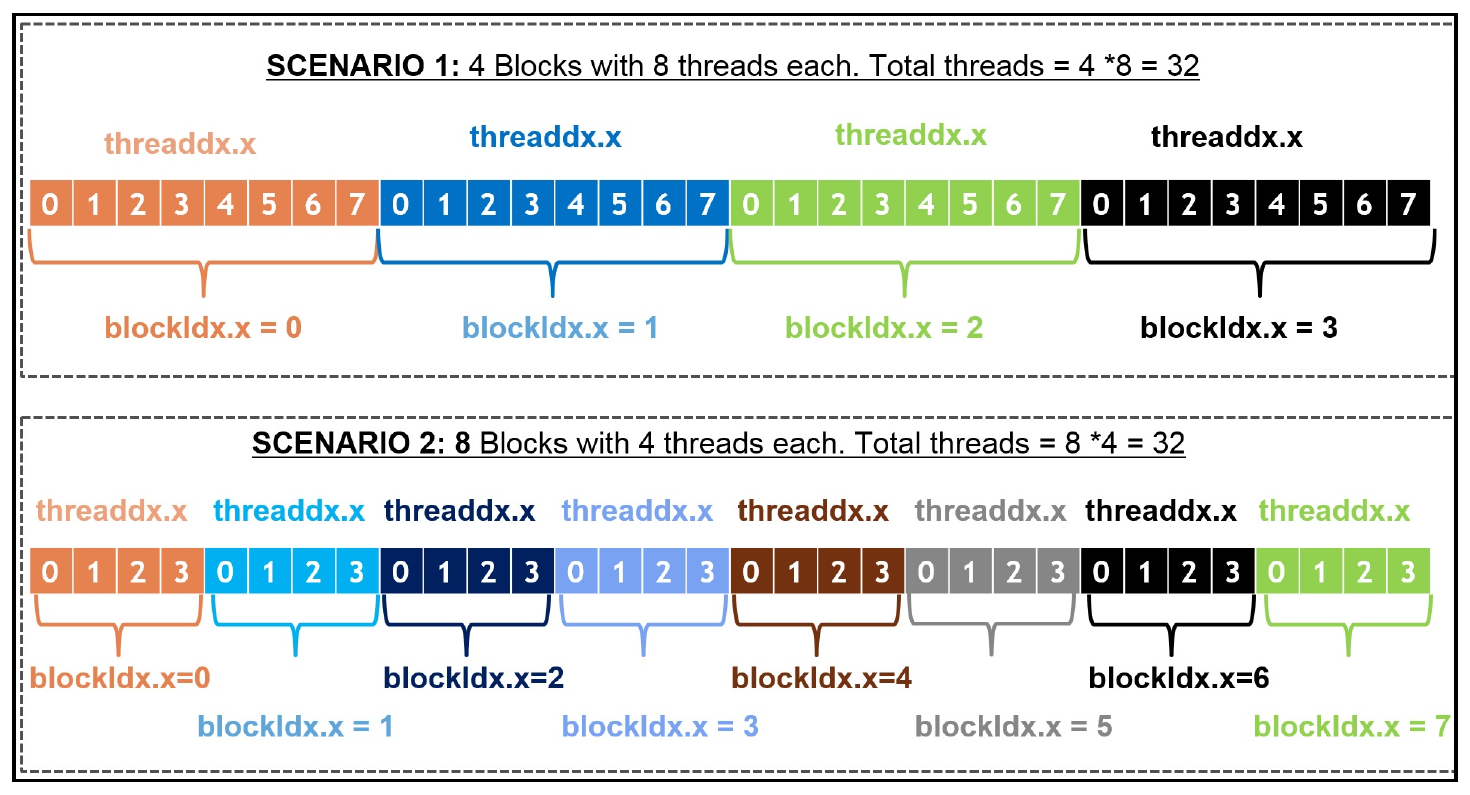 SCENARIO 1: 4 Blocks with 8 threads each. Total threads = 4 *8 = 32
threaddx.x threaddx.x threaddx.x threaddx.x
0 1 2 3 4 5 6 7 0 1 2 3 4 5 6 7 0 1 2 3 4 5 6 7 0 1 2 3 4 5 6 7
blockIdx.x = 0 blockIdx.x = 1 blockIdx.x = 2 blockIdx.x = 3
SCENARIO 2: 8 Blocks with 4 threads each. Total threads = 8 *4 = 32
threaddx.x threaddx.x threaddx.x threaddx.x threaddx.x threaddx.x threaddx.x threaddx.x
0 1 2 3 0 1 2 3 0 1 2 3 0 1 2 3 0 1 2 3 0 1 2 3 0 1 2 3 0 1 2 3
blockIdx.x=0 blockIdx.x=2 blockIdx.x=4 blockIdx.x=6
blockIdx.x = 1 blockIdx.x = 3 blockIdx.x = 5 blockIdx.x = 7